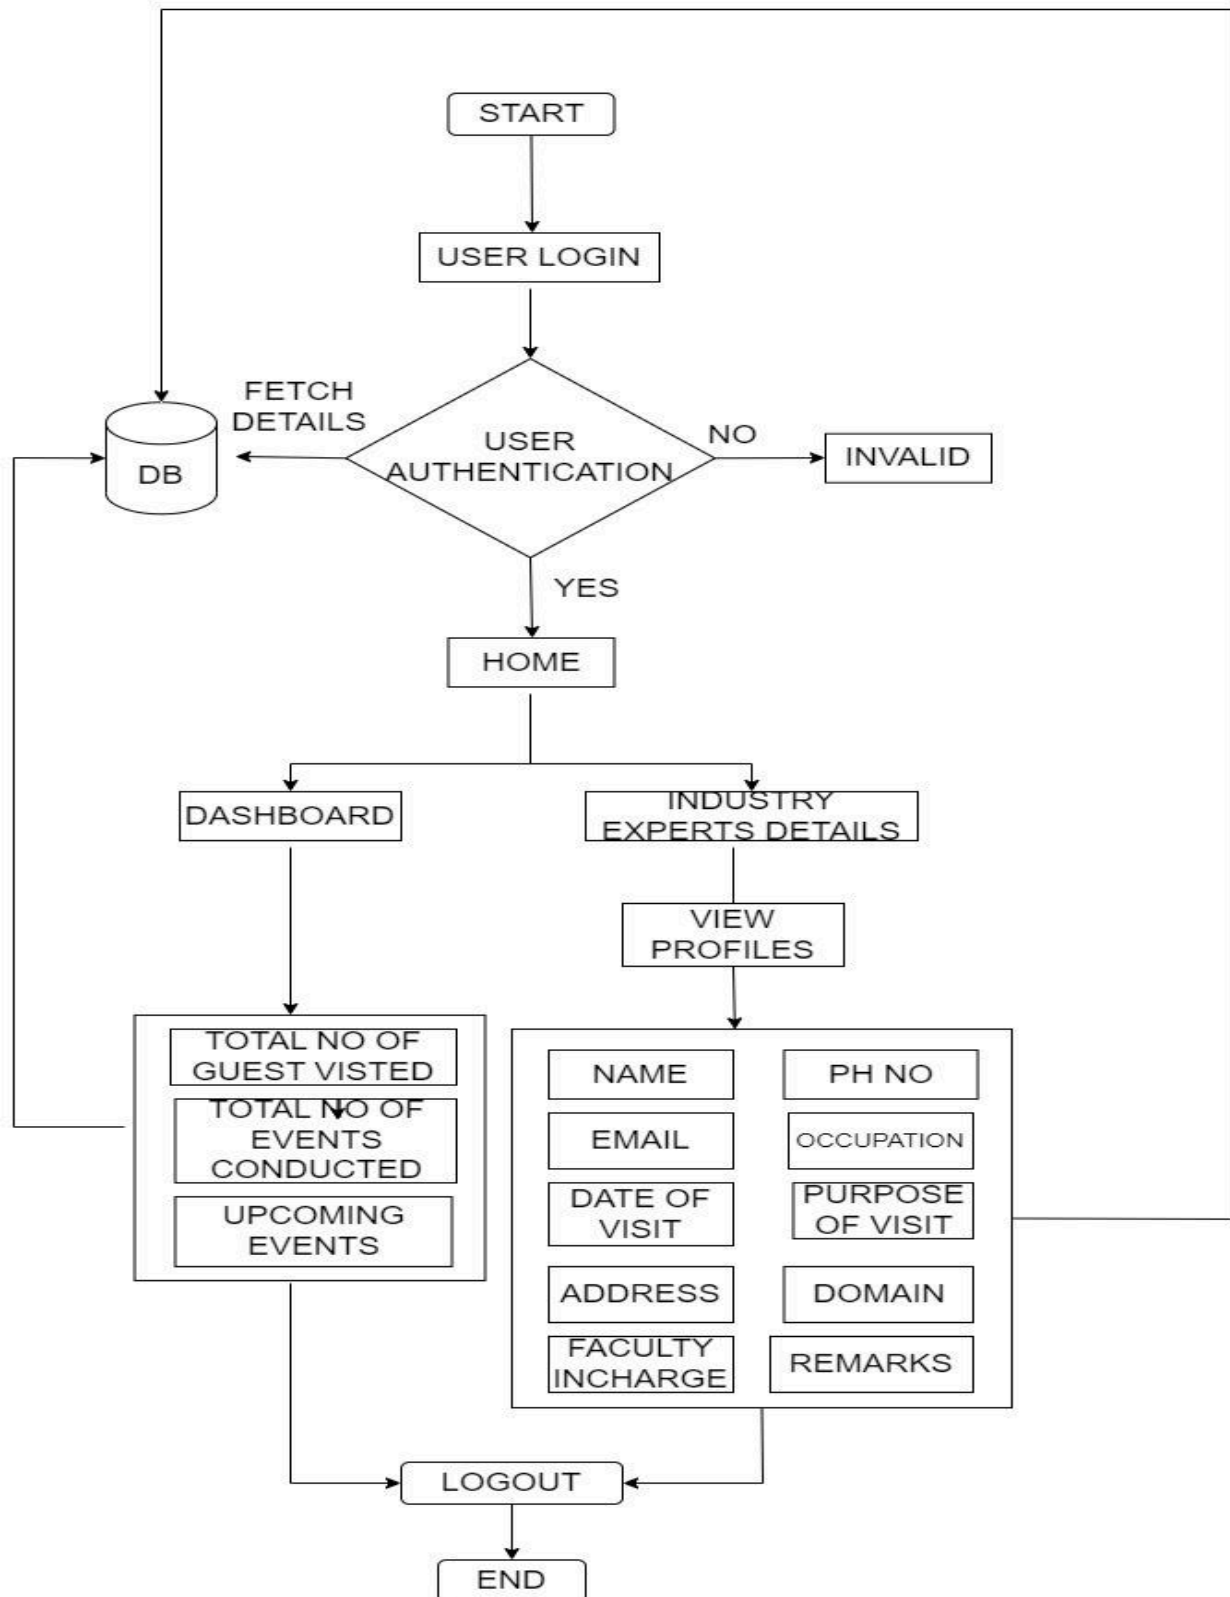 START
USER LOGIN
FETCH
DETAILS
DB
USER
AUTHENTICATION
NO
INVALID
YES
HOME
DASHBOARD
INDUSTRY
EXPERTS DETAILS
VIEW
PROFILES
TOTAL NO OF
GUEST VISTED
TOTAL NO OF
EVENTS
CONDUCTED
UPCOMING
EVENTS
NAME
PH NO
EMAIL
OCCUPATION
DATE OF
VISIT
PURPOSE
OF VISIT
ADDRESS
DOMAIN
FACULTY
INCHARGE
REMARKS
LOGOUT
END